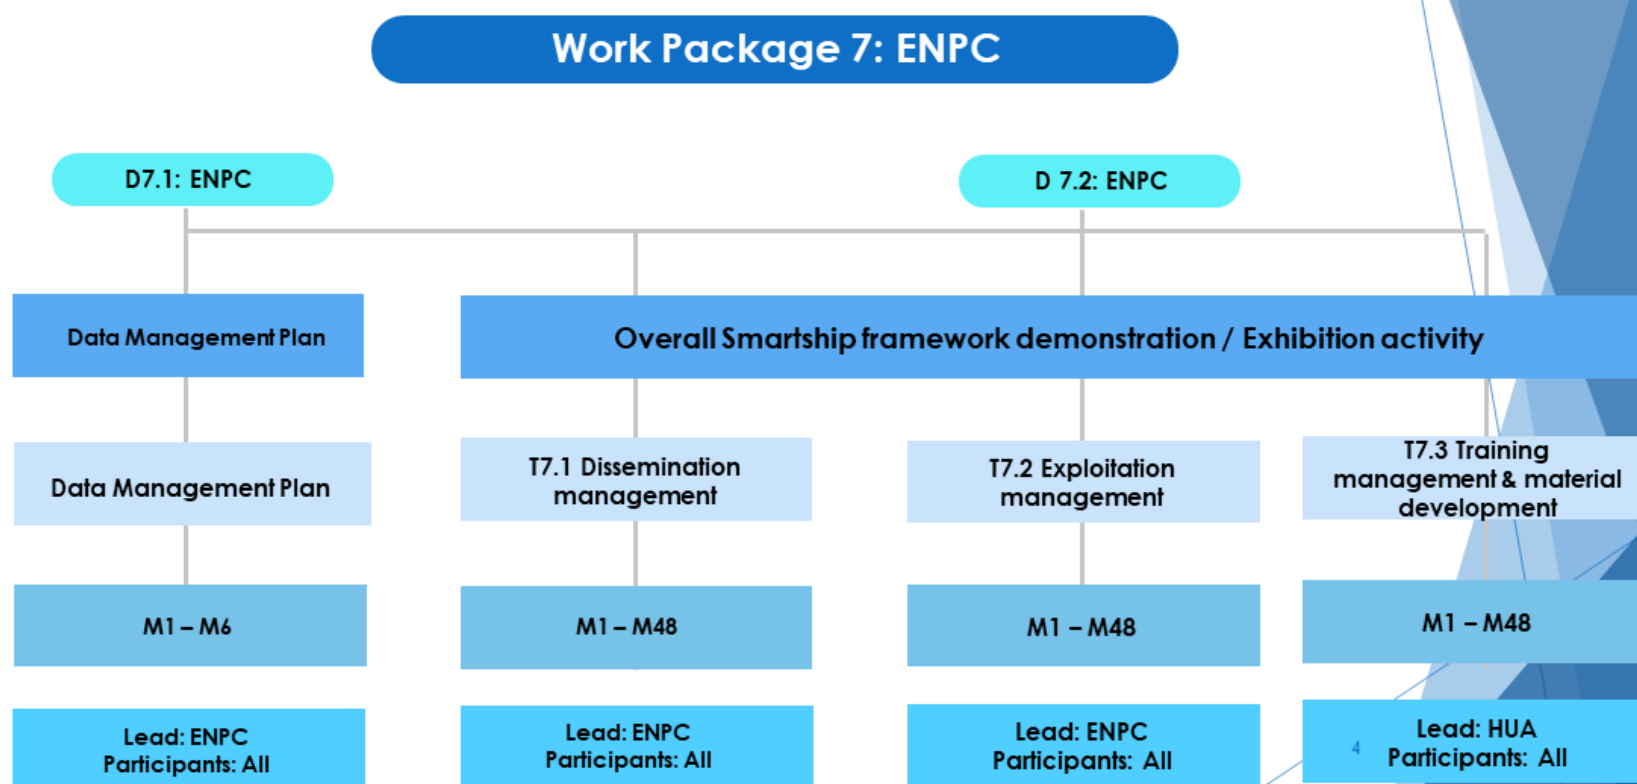 Work Package 7: ENPC
D7.1: ENPC
D 7.2: ENPC
Data Management Plan
Overall Smartship framework demonstration / Exhibition activity
Data Management Plan
T7.1 Dissemination
management
T7.2 Exploitation
management
T7.3 Training
management & material
development
M1 – M6
M1 – M48
M1 – M48
M1 – M48
Lead: ENPC
Participants: All
Lead: ENPC
Participants: All
Lead: ENPC
Participants: All
4
Lead: HUA
Participants: All